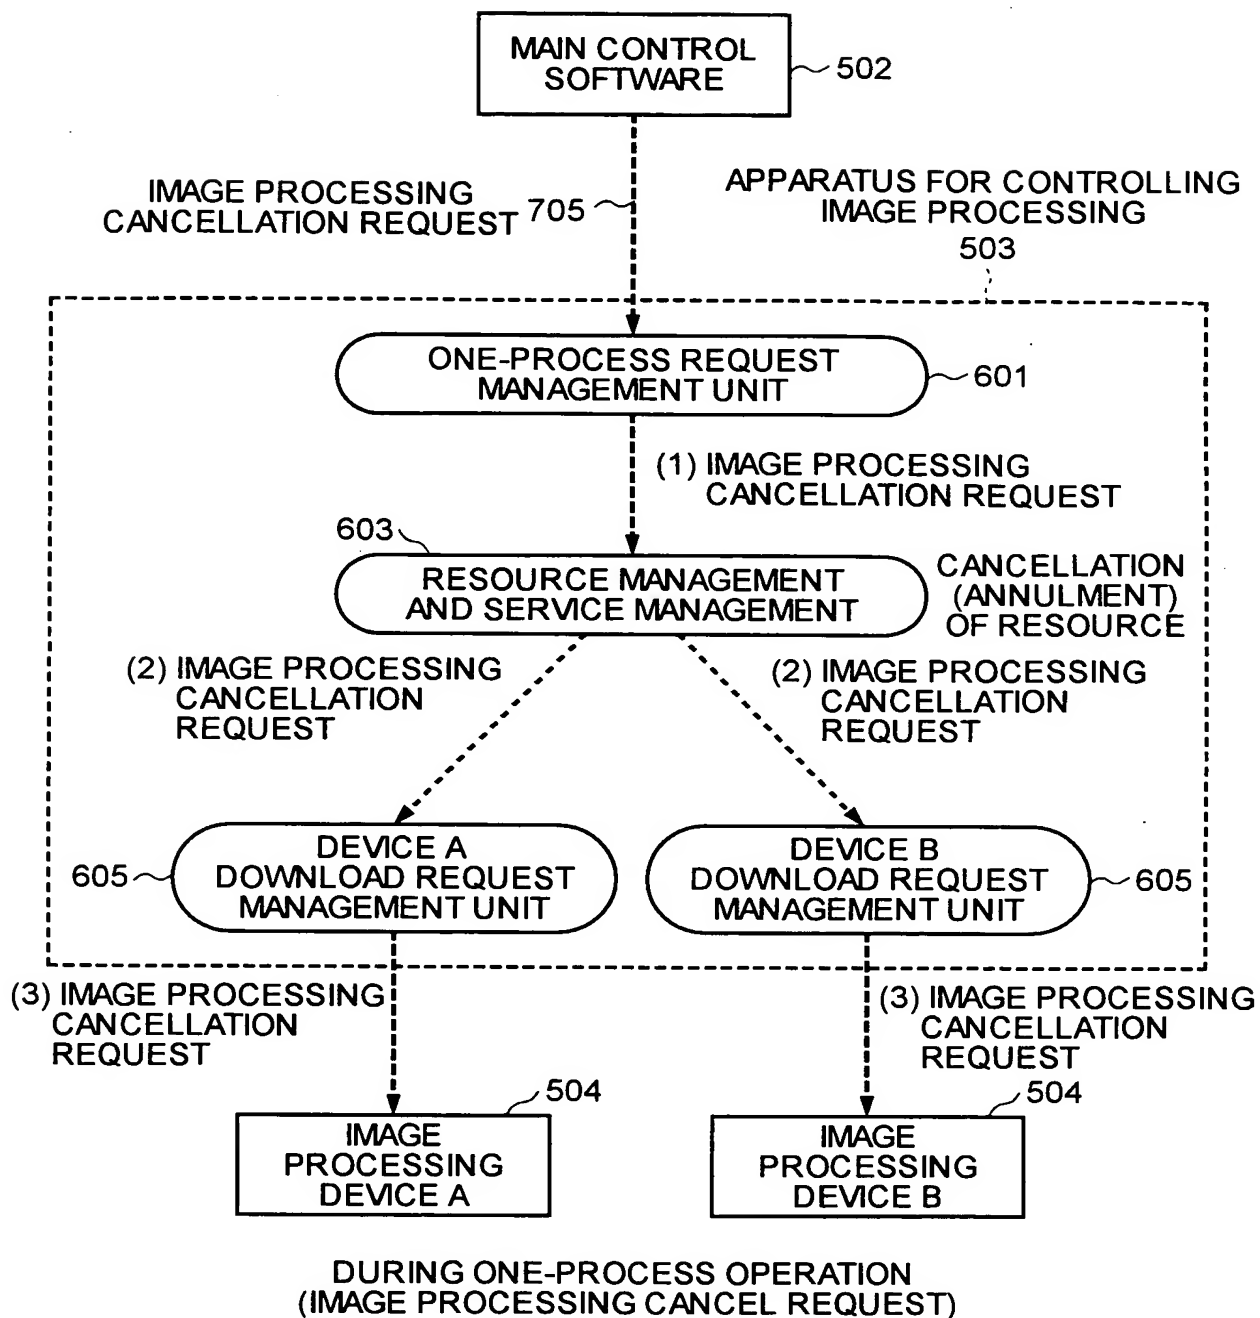 MAIN CONTROL
SOFTWARE
502
IMAGE PROCESSING
CANCELLATION REQUEST
705
APPARATUS FOR CONTROLLING
IMAGE PROCESSING
503
ONE-PROCESS REQUEST
MANAGEMENT UNIT
601
(1) IMAGE PROCESSING
CANCELLATION REQUEST
603
RESOURCE MANAGEMENT
AND SERVICE MANAGEMENT
CANCELLATION
(ANNULMENT)
OF RESOURCE
(2) IMAGE PROCESSING
CANCELLATION
REQUEST
(2) IMAGE PROCESSING
CANCELLATION
REQUEST
605
DEVICE A
DOWNLOAD REQUEST
MANAGEMENT UNIT
DEVICE B
DOWNLOAD REQUEST
MANAGEMENT UNIT
605
(3) IMAGE PROCESSING
CANCELLATION
REQUEST
(3) IMAGE PROCESSING
CANCELLATION
REQUEST
504
IMAGE
PROCESSING
DEVICE A
504
IMAGE
PROCESSING
DEVICE B
DURING ONE-PROCESS OPERATION
(IMAGE PROCESSING CANCEL REQUEST)